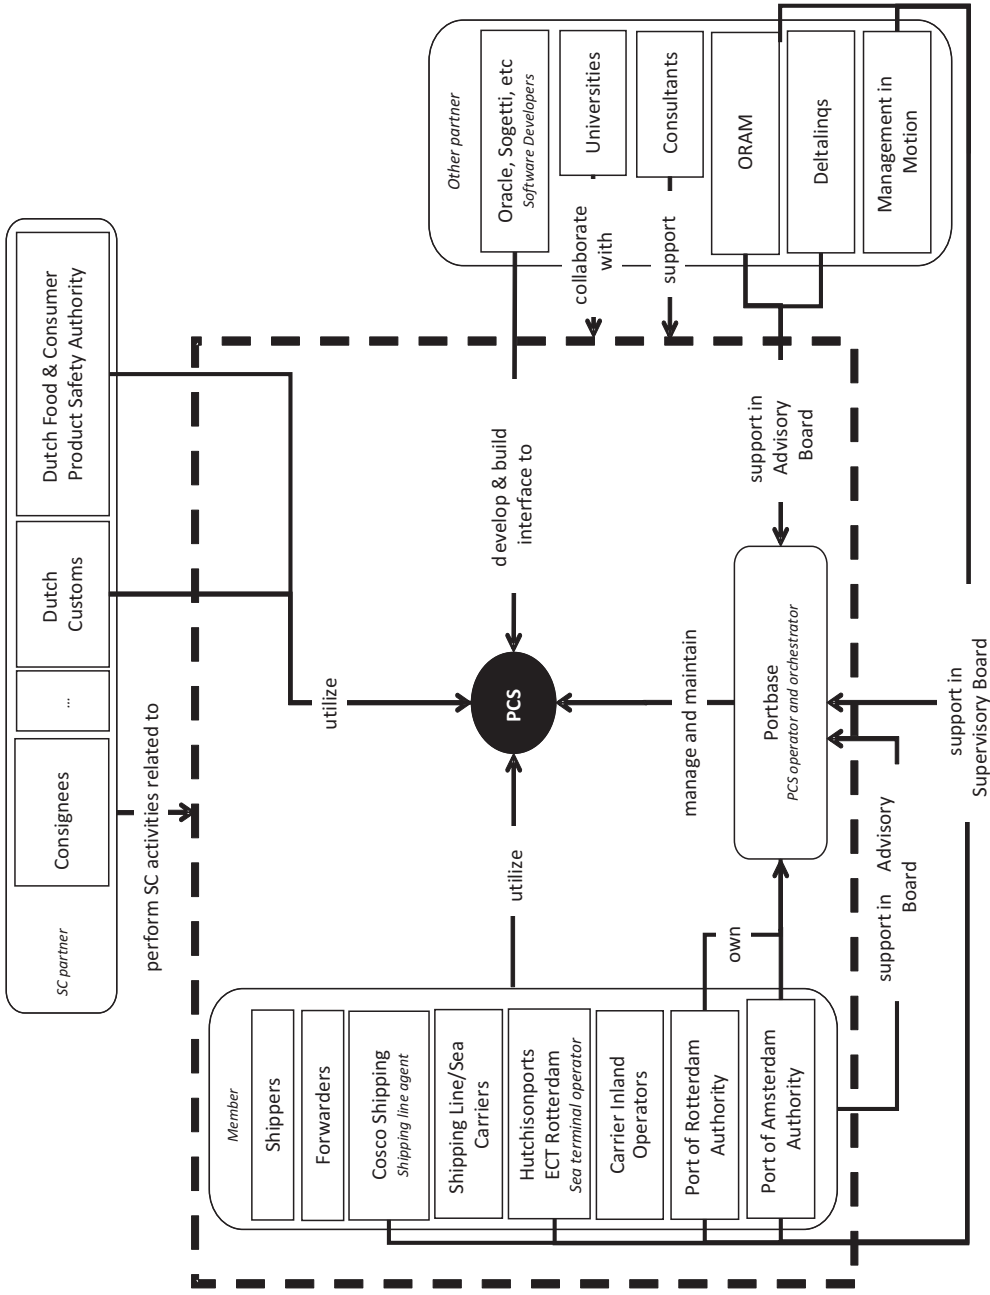 SC partner
Consignees
...
Dutch
Customs
Dutch Food & Consumer
Product Safety Authority
perform SC activities related to
utilize
Member
Shippers
Forwarders
Cosco Shipping
Shipping line agent
Shipping Line/Sea
Carriers
Hutchisonports
ECT Rotterdam
Sea terminal operator
Carrier Inland
Operators
Port of Rotterdam
Authority
Port of Amsterdam
Authority
utilize
PCS
develop & build
interface to
manage and maintain
own
Portbase
PCS operator and orchestrator
support in
Advisory
Board
support in Advisory
Board
support in
Supervisory Board
collaborate
with
support
Other partner
Oracle, Sogetti, etc
Software Developers
Universities
Consultants
ORAM
Deltalinqs
Management in
Motion